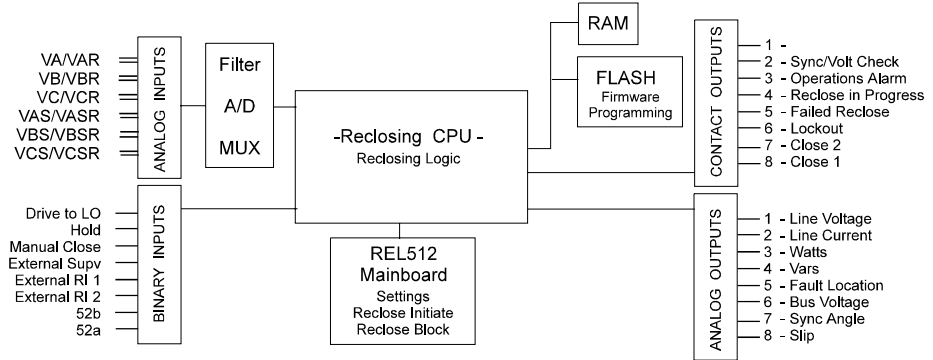 VA/VAR
VB/VBR
VC/VCR
VAS/VASR
VBS/VBSR
VCS/VCSR
ANALOG INPUTS
Filter
A/D
MUX
Drive to LO
Hold
Manual Close
External Supv
External RI 1
External RI 2
52b
52a
BINARY INPUTS
-Reclosing CPU -
Reclosing Logic
REL512
Mainboard
Settings
Reclose Initiate
Reclose Block
RAM
FLASH
Firmware
Programming
CONTACT OUTPUTS
1 -
2 - Sync/Volt Check
3 - Operations Alarm
4 - Reclose in Progress
5 - Failed Reclose
6 - Lockout
7 - Close 2
8 - Close 1
ANALOG OUTPUTS
1 - Line Voltage
2 - Line Current
3 - Watts
4 - Vars
5 - Fault Location
6 - Bus Voltage
7 - Sync Angle
8 - Slip